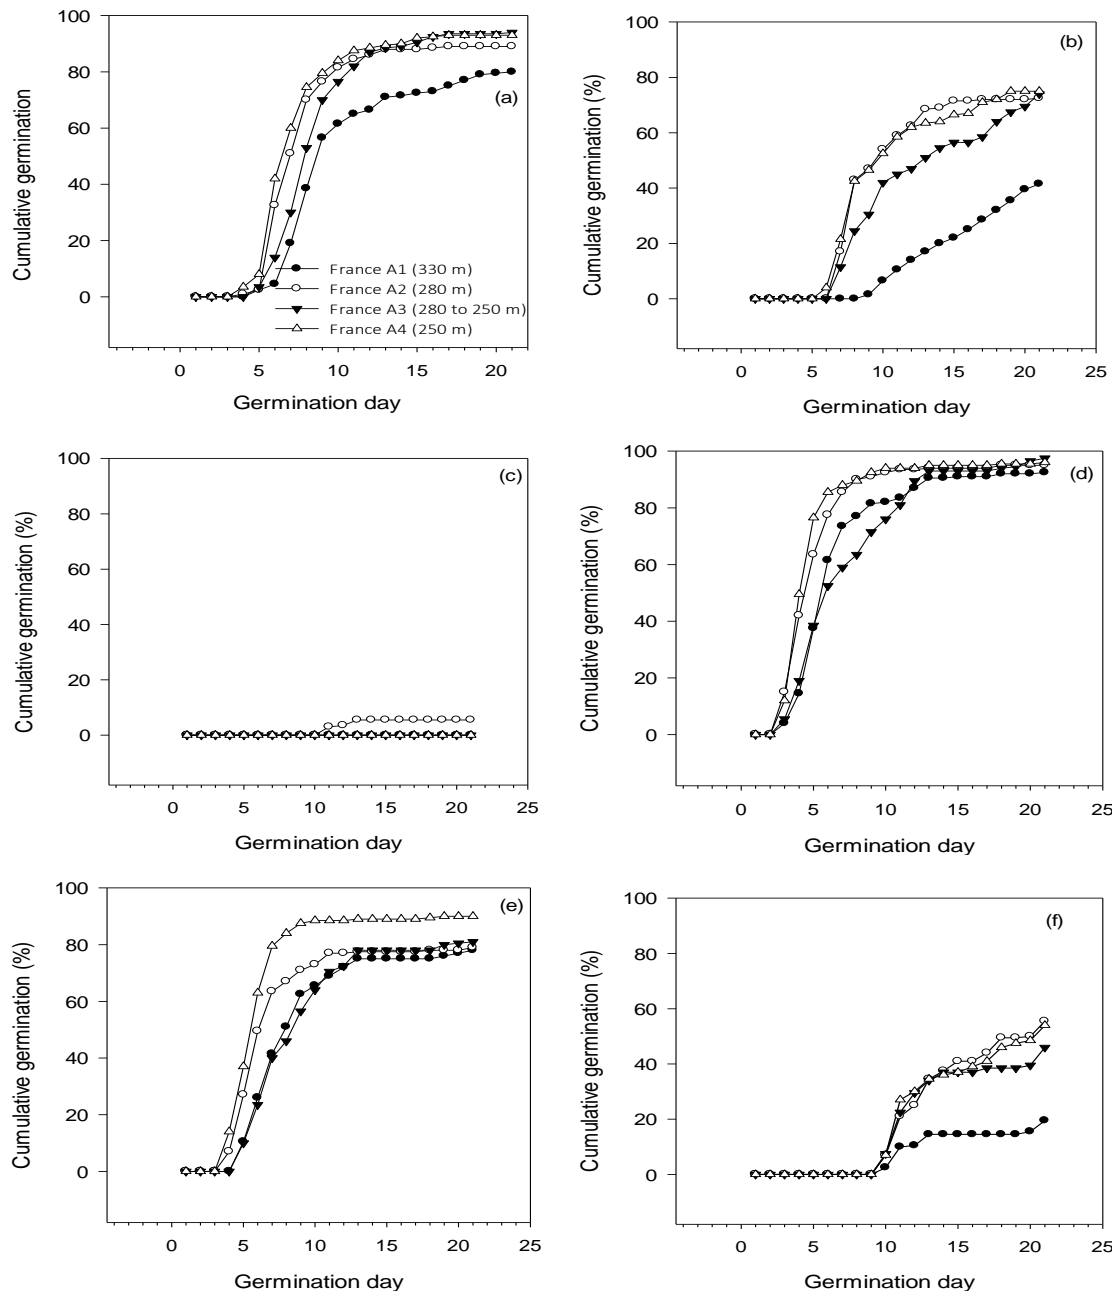 100
80
60
40
20
0
Cumulative germination
(a)
France A1 (330 m)
France A2 (280 m)
France A3 (280 to 250 m)
France A4 (250 m)
0 5 10 15 20
Germination day
100
80
60
40
20
0
Cumulative germination (%)
(b)
0 5 10 15 20 25
Germination day
100
80
60
40
20
0
Cumulative germination (%)
(c)
0 5 10 15 20 25
Germination day
100
80
60
40
20
0
Cumulative germination (%)
(d)
0 5 10 15 20 25
Germination day
100
80
60
40
20
0
Cumulative germination (%)
(e)
0 5 10 15 20 25
Germination day
100
80
60
40
20
0
Cumulative germination (%)
(f)
0 5 10 15 20 25
Germination day